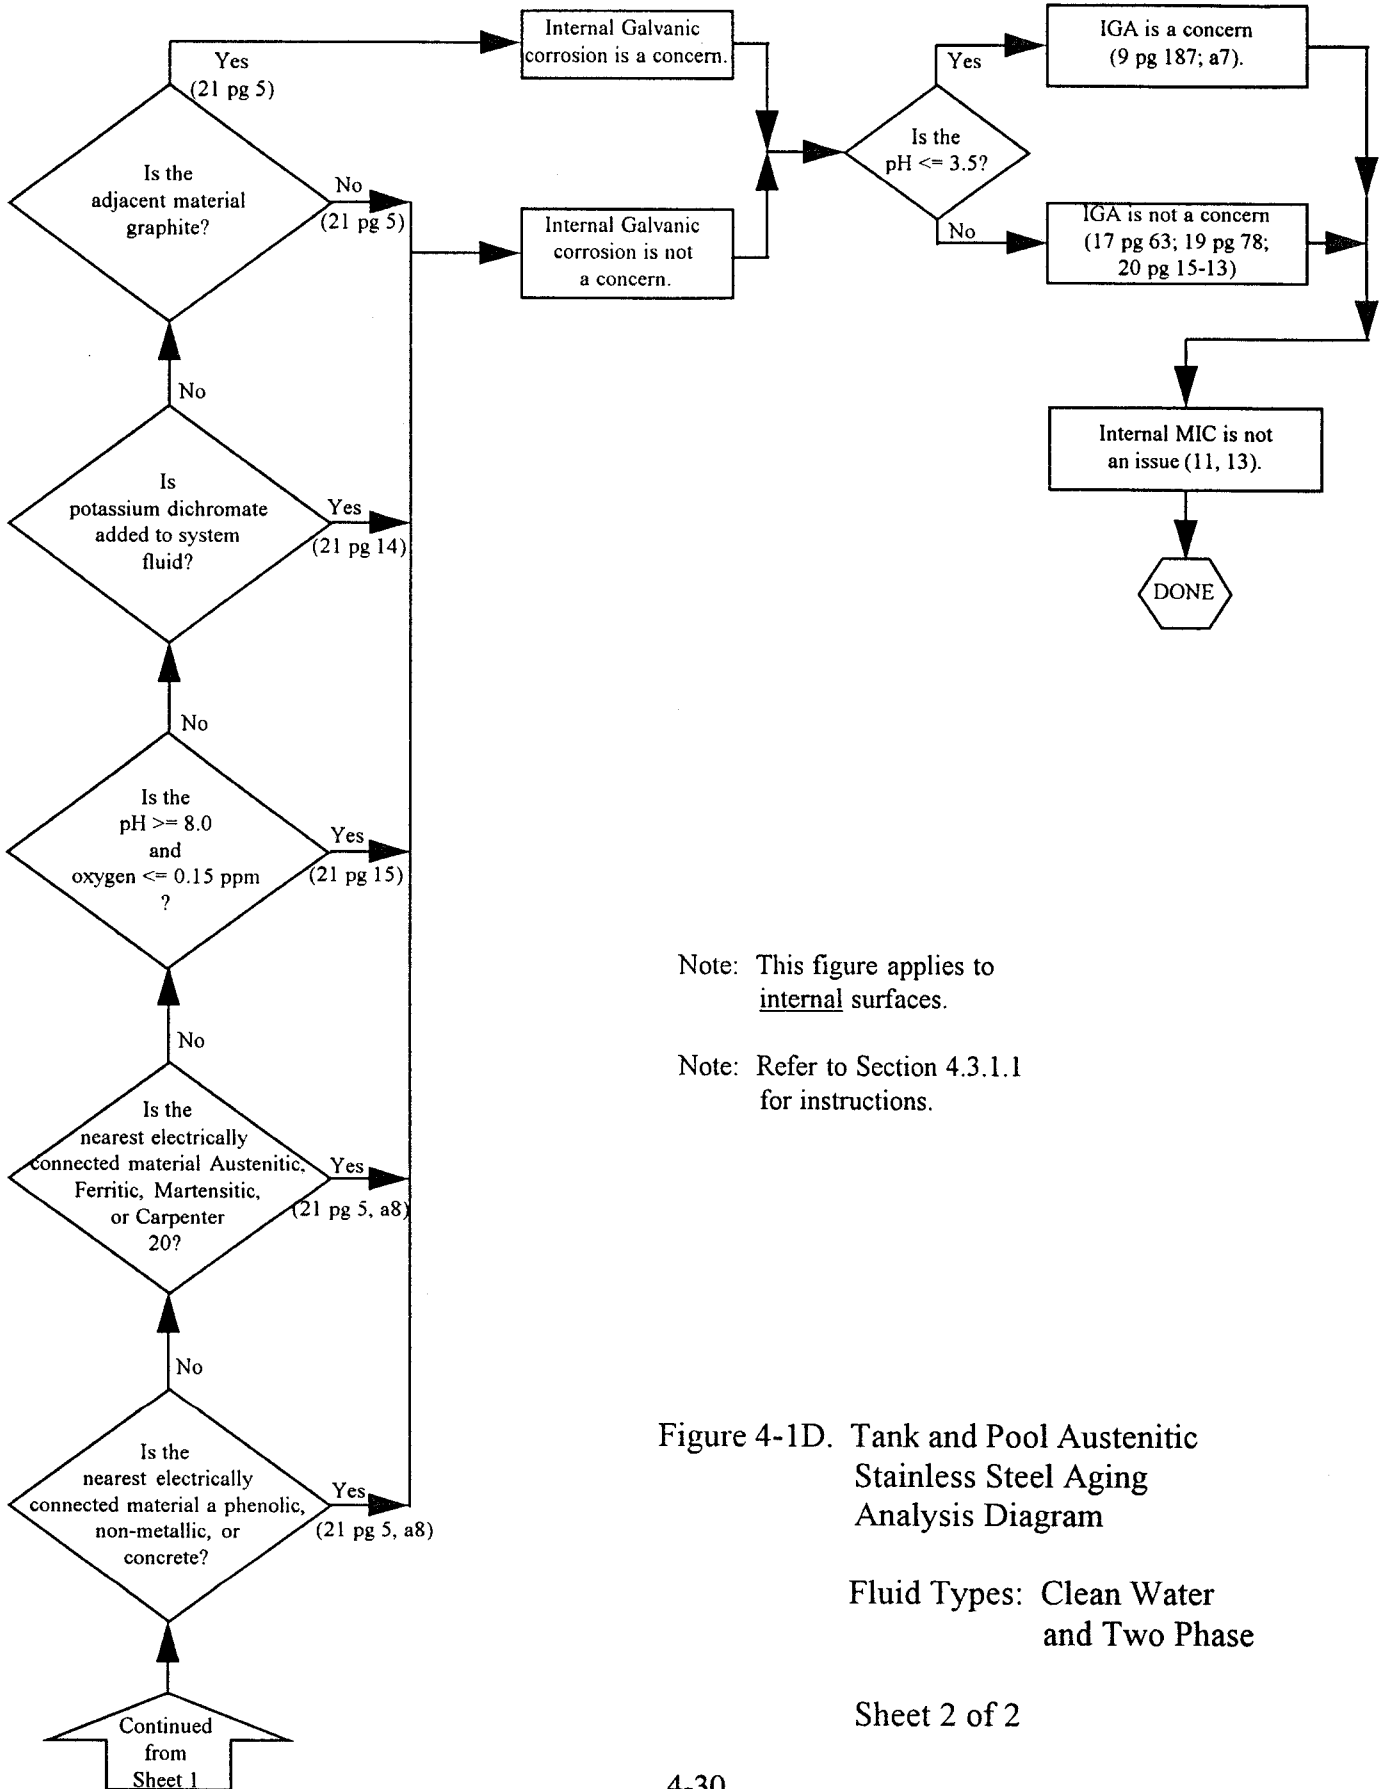 Internal Galvanic
corrosion is a concern.
Yes
(21 pg 5)
Is the
adjacent material
graphite?
No
(21 pg 5)
Internal Galvanic
corrosion is not
a concern.
Is the
pH <= 3.5?
Yes
IGA is a concern
(9 pg 187; a7).
No
IGA is not a concern
(17 pg 63; 19 pg 78;
20 pg 15-13)
Internal MIC is not
an issue (11, 13).
DONE
No
Is
potassium dichromate
added to system
fluid?
Yes
(21 pg 14)
No
Is the
pH >= 8.0
and
oxygen <= 0.15 ppm
?
Yes
(21 pg 15)
No
Is the
nearest electrically
connected material Austenitic,
Ferritic, Martensitic,
or Carpenter
20?
Yes
(21 pg 5, a8)
No
Is the
nearest electrically
connected material a phenolic,
non-metallic, or
concrete?
Yes
(21 pg 5, a8)
Continued
from
Sheet 1
Note: This figure applies to
internal surfaces.
Note: Refer to Section 4.3.1.1
for instructions.
Figure 4-1D. Tank and Pool Austenitic
Stainless Steel Aging
Analysis Diagram
Fluid Types: Clean Water
and Two Phase
Sheet 2 of 2
4-30